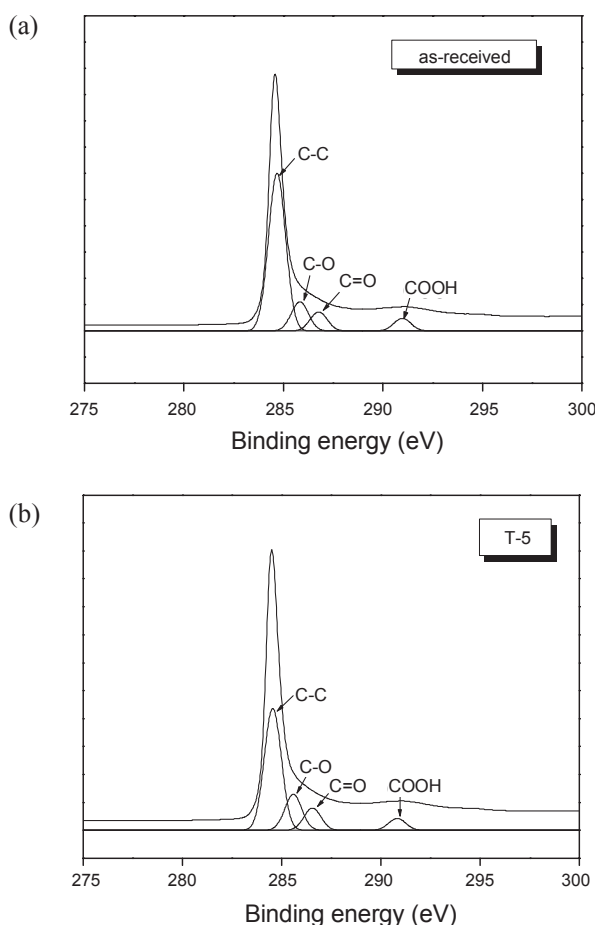 (a)
as-received
C-C
C-O
C=O
COOH
275 280 285 290 295 300
Binding energy (eV)
(b)
T-5
C-C
C-O
C=O
COOH
275 280 285 290 295 300
Binding energy (eV)